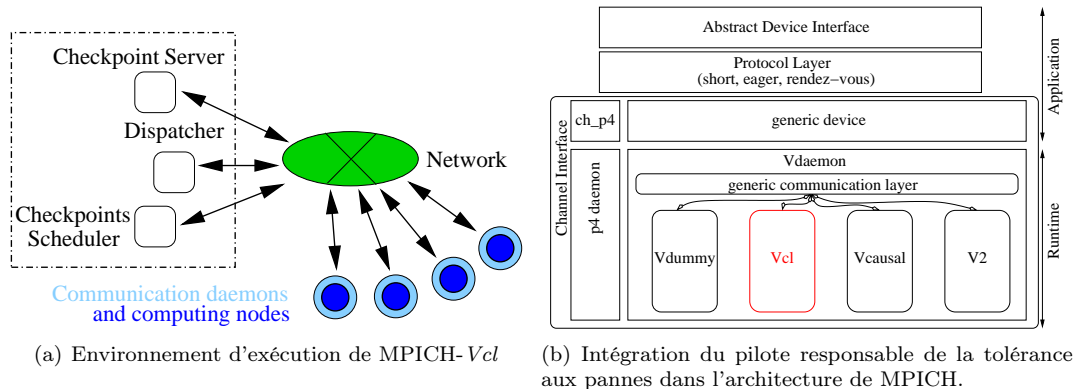 Checkpoint Server
Dispatcher
Checkpoints
Scheduler
Network
Communication daemons
and computing nodes
(a) Environnement d'exécution de MPICH-Vcl
Abstract Device Interface
Protocol Layer
(short, eager, rendez−vous)
Channel Interface
ch_p4
generic device
p4 daemon
Vdaemon
generic communication layer
Vdummy
Vcl
Vcausal
V2
Application
Runtime
(b) Intégration du pilote responsable de la tolérance
aux pannes dans l'architecture de MPICH.